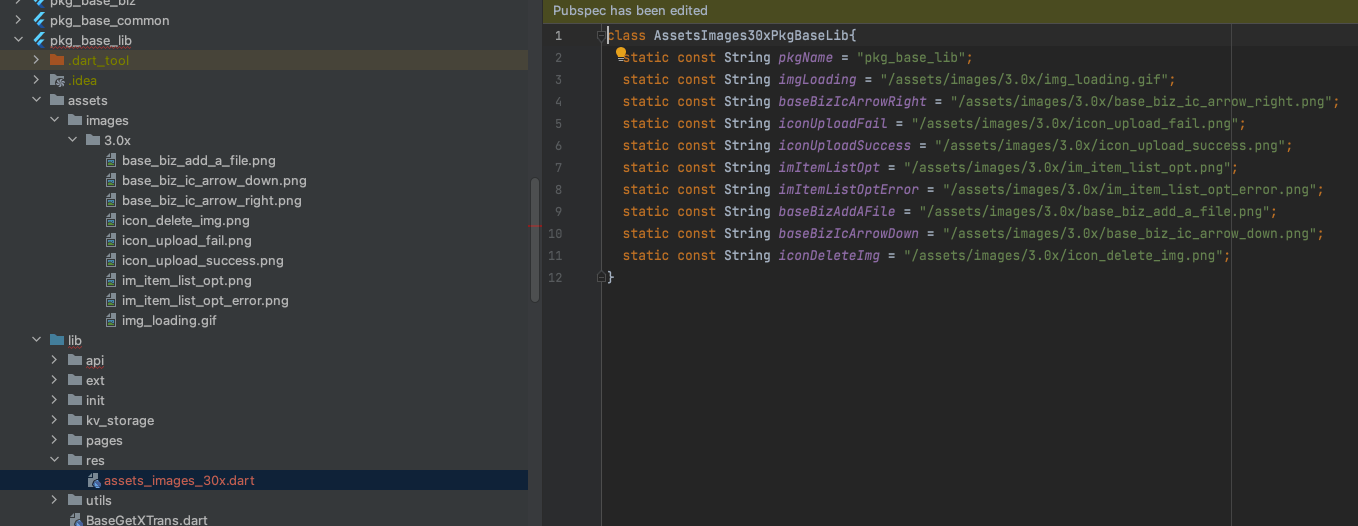 pkg_base_biz
pkg_base_common
pkg_base_lib
.dart_tool
.idea
assets
images
3.0x
base_biz_add_a_file.png
base_biz_ic_arrow_down.png
base_biz_ic_arrow_right.png
icon_delete_img.png
icon_upload_fail.png
icon_upload_success.png
im_item_list_opt.png
im_item_list_opt_error.png
img_loading.gif
lib
api
ext
init
kv_storage
pages
res
assets_images_30x.dart
utils
BaseGetXTrans.dart
Pubspec has been edited
1 class AssetsImages30xPkgBaseLib{
2 static const String pkgName = "pkg_base_lib";
3 static const String imgLoading = "/assets/images/3.0x/img_loading.gif";
4 static const String baseBizIcArrowRight = "/assets/images/3.0x/base_biz_ic_arrow_right.png";
5 static const String iconUploadFail = "/assets/images/3.0x/icon_upload_fail.png";
6 static const String iconUploadSuccess = "/assets/images/3.0x/icon_upload_success.png";
7 static const String imItemListOpt = "/assets/images/3.0x/im_item_list_opt.png";
8 static const String imItemListOptError = "/assets/images/3.0x/im_item_list_opt_error.png";
9 static const String baseBizAddAFile = "/assets/images/3.0x/base_biz_add_a_file.png";
10 static const String baseBizIcArrowDown = "/assets/images/3.0x/base_biz_ic_arrow_down.png";
11 static const String iconDeleteImg = "/assets/images/3.0x/icon_delete_img.png";
12 }